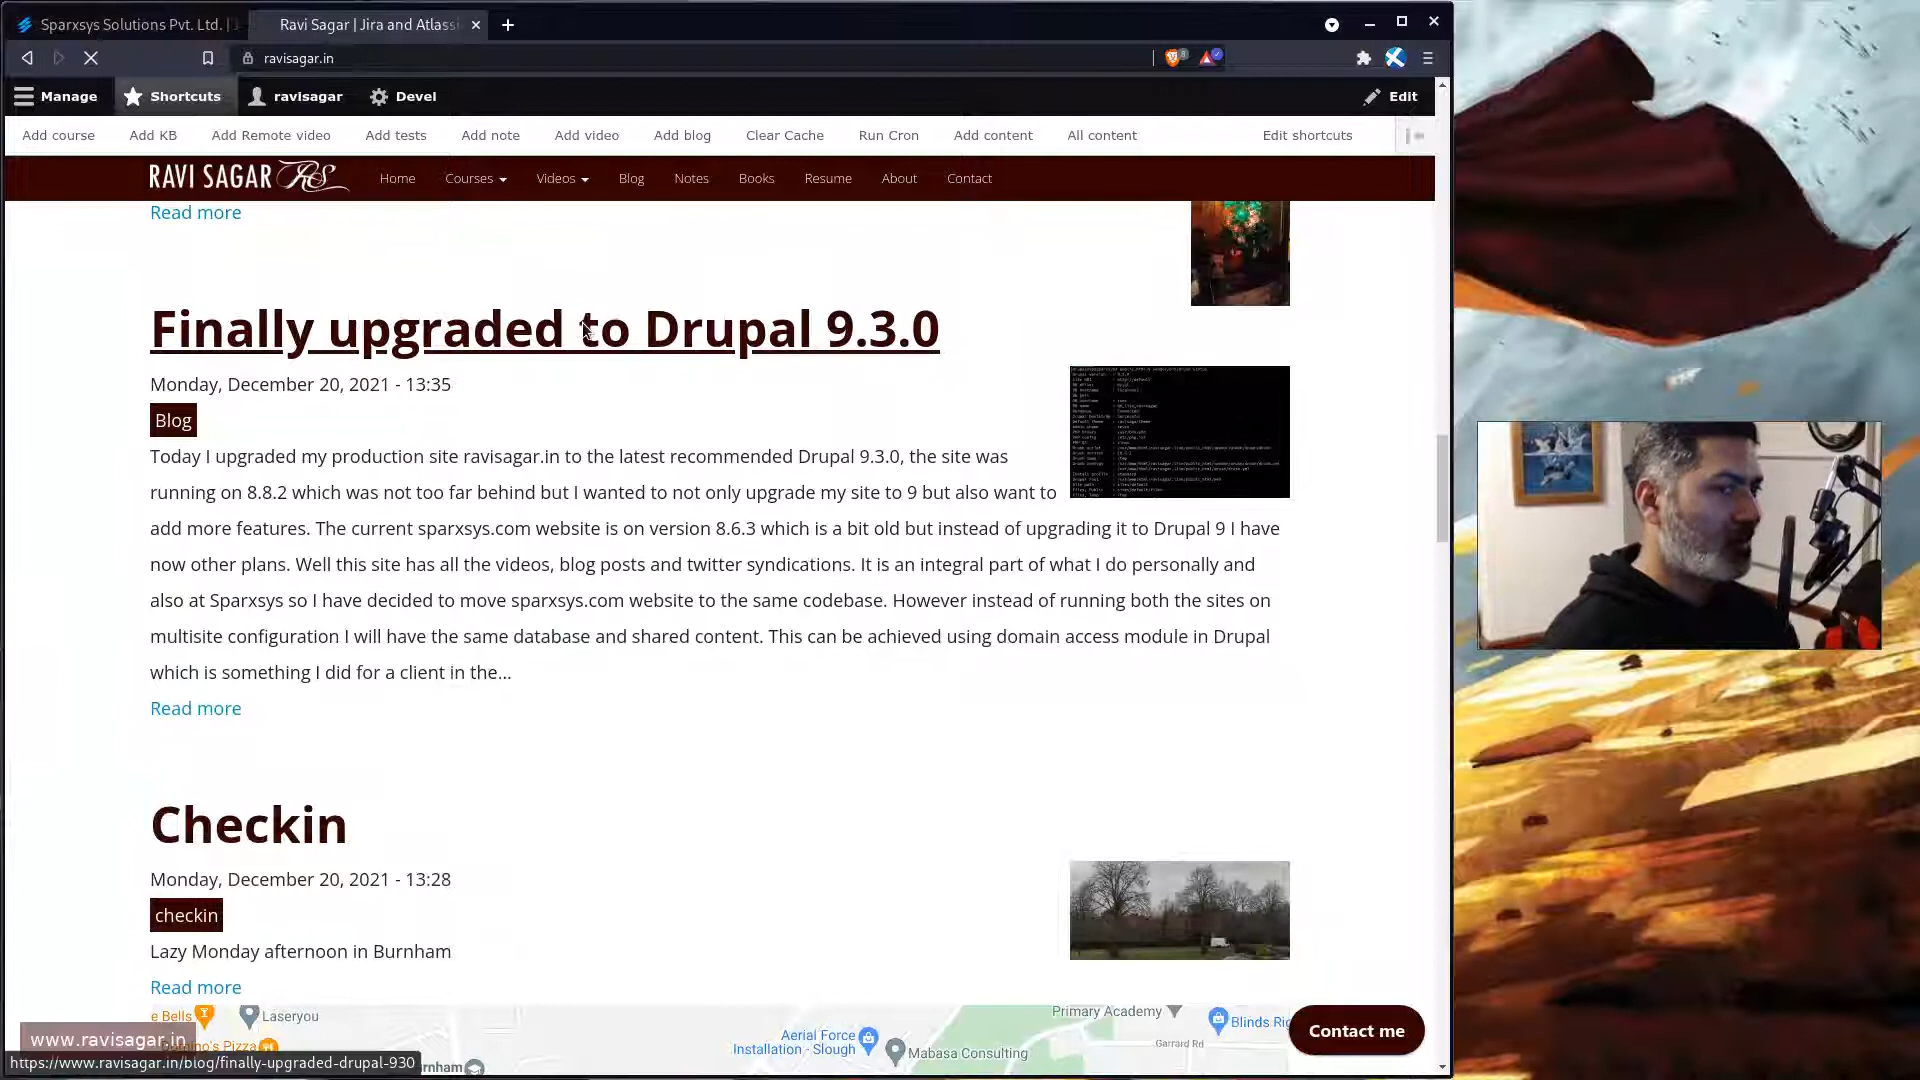 Sparxsys Solutions Pvt. Ltd. |
Ravi Sagar | Jira and Atlass
ravisagar.in
Manage
Shortcuts
ravisagar
Devel
Edit
Add course
Add KB
Add Remote video
Add tests
Add note
Add video
Add blog
Clear Cache
Run Cron
Add content
All content
Edit shortcuts
RAVI SAGAR RS
Home
Courses
Videos
Blog
Notes
Books
Resume
About
Contact
Read more
Finally upgraded to Drupal 9.3.0
Monday, December 20, 2021 - 13:35
Blog
Today I upgraded my production site ravisagar.in to the latest recommended Drupal 9.3.0, the site was
running on 8.8.2 which was not too far behind but I wanted to not only upgrade my site to 9 but also want to
add more features. The current sparxsys.com website is on version 8.6.3 which is a bit old but instead of upgrading it to Drupal 9 I have
now other plans. Well this site has all the videos, blog posts and twitter syndications. It is an integral part of what I do personally and
also at Sparxsys so I have decided to move sparxsys.com website to the same codebase. However instead of running both the sites on
multisite configuration I will have the same database and shared content. This can be achieved using domain access module in Drupal
which is something I did for a client in the...
Read more
Checkin
Monday, December 20, 2021 - 13:28
checkin
Lazy Monday afternoon in Burnham
Read more
e Bells
Laseryou
Primary Academy
Blinds Rig
Aerial Force
Installation - Slough
Mabasa Consulting
Garrard Rd
Contact me
www.ravisagar.in
https://www.ravisagar.in/blog/finally-upgraded-drupal-930